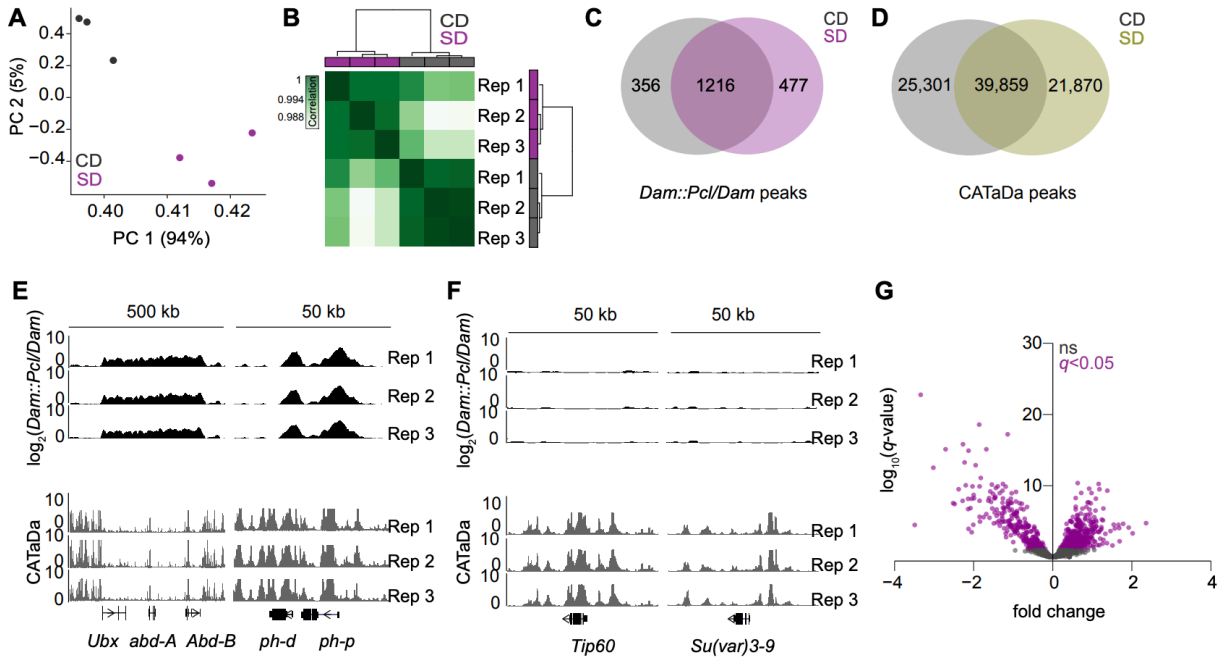 A
PC 2 (5%)
0.4
0.2
0.0
−0.2
−0.4
CD
SD
0.40 0.41 0.42
PC 1 (94%)
B
CD
SD
1
0.994
0.988
Correlation
Rep 1
Rep 2
Rep 3
Rep 1
Rep 2
Rep 3
C
CD
SD
356 1216 477
Dam::Pcl/Dam peaks
D
CD
SD
25,301 39,859 21,870
CATaDa peaks
E
500 kb 50 kb
log2(Dam::Pcl/Dam)
10
0
Rep 1
10
0
Rep 2
10
0
Rep 3
CATaDa
10
0
Rep 1
10
0
Rep 2
10
0
Rep 3
Ubx abd-A Abd-B ph-d ph-p
F
50 kb 50 kb
log2(Dam::Pcl/Dam)
10
0
Rep 1
10
0
Rep 2
10
0
Rep 3
CATaDa
10
0
Rep 1
10
0
Rep 2
10
0
Rep 3
Tip60 Su(var)3-9
G
ns
q<0.05
log10(q-value)
30
20
10
−4 −2 0 2 4
fold change